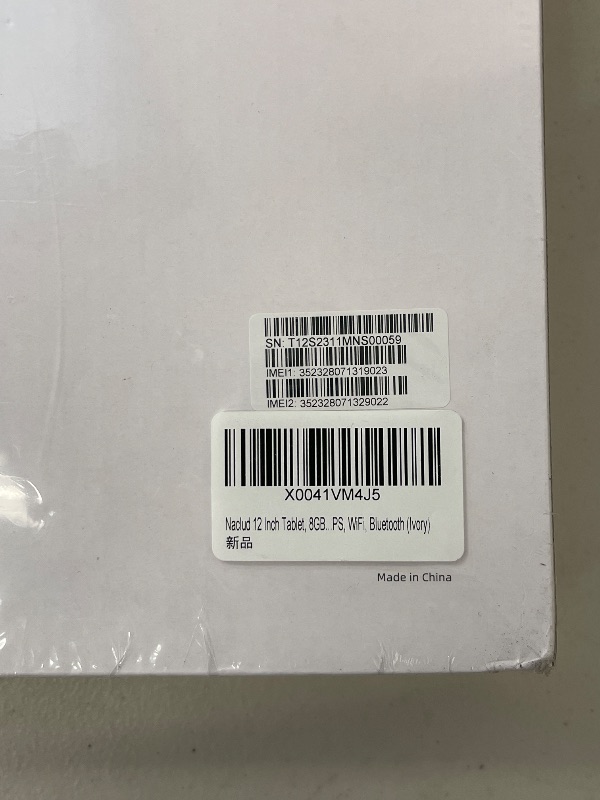 SN: T12S2311MNS00059
IMEI1: 352328071319023
IMEI2: 352328071329022
X0041VM4J5
Naclud 12 Inch Tablet, 8GB...PS, WiFi, Bluetooth (Ivory)
新品
Made in China